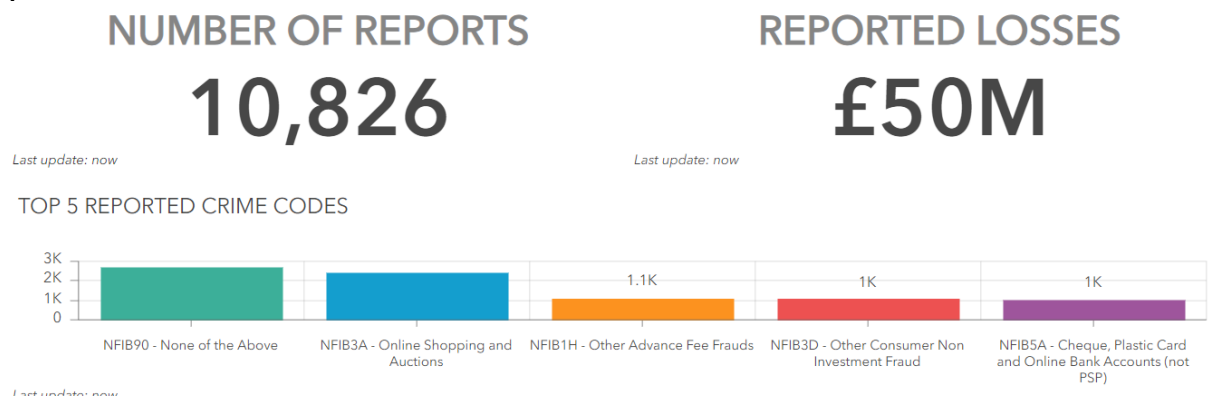 NUMBER OF REPORTS
10,826
Last update: now
REPORTED LOSSES
£50M
Last update: now
TOP 5 REPORTED CRIME CODES
3K
2K
1K
0
1.1K
1K
1K
NFIB90 - None of the Above
NFIB3A - Online Shopping and
Auctions
NFIB1H - Other Advance Fee Frauds
NFIB3D - Other Consumer Non
Investment Fraud
NFIB5A - Cheque, Plastic Card
and Online Bank Accounts (not
PSP)
Last update: now